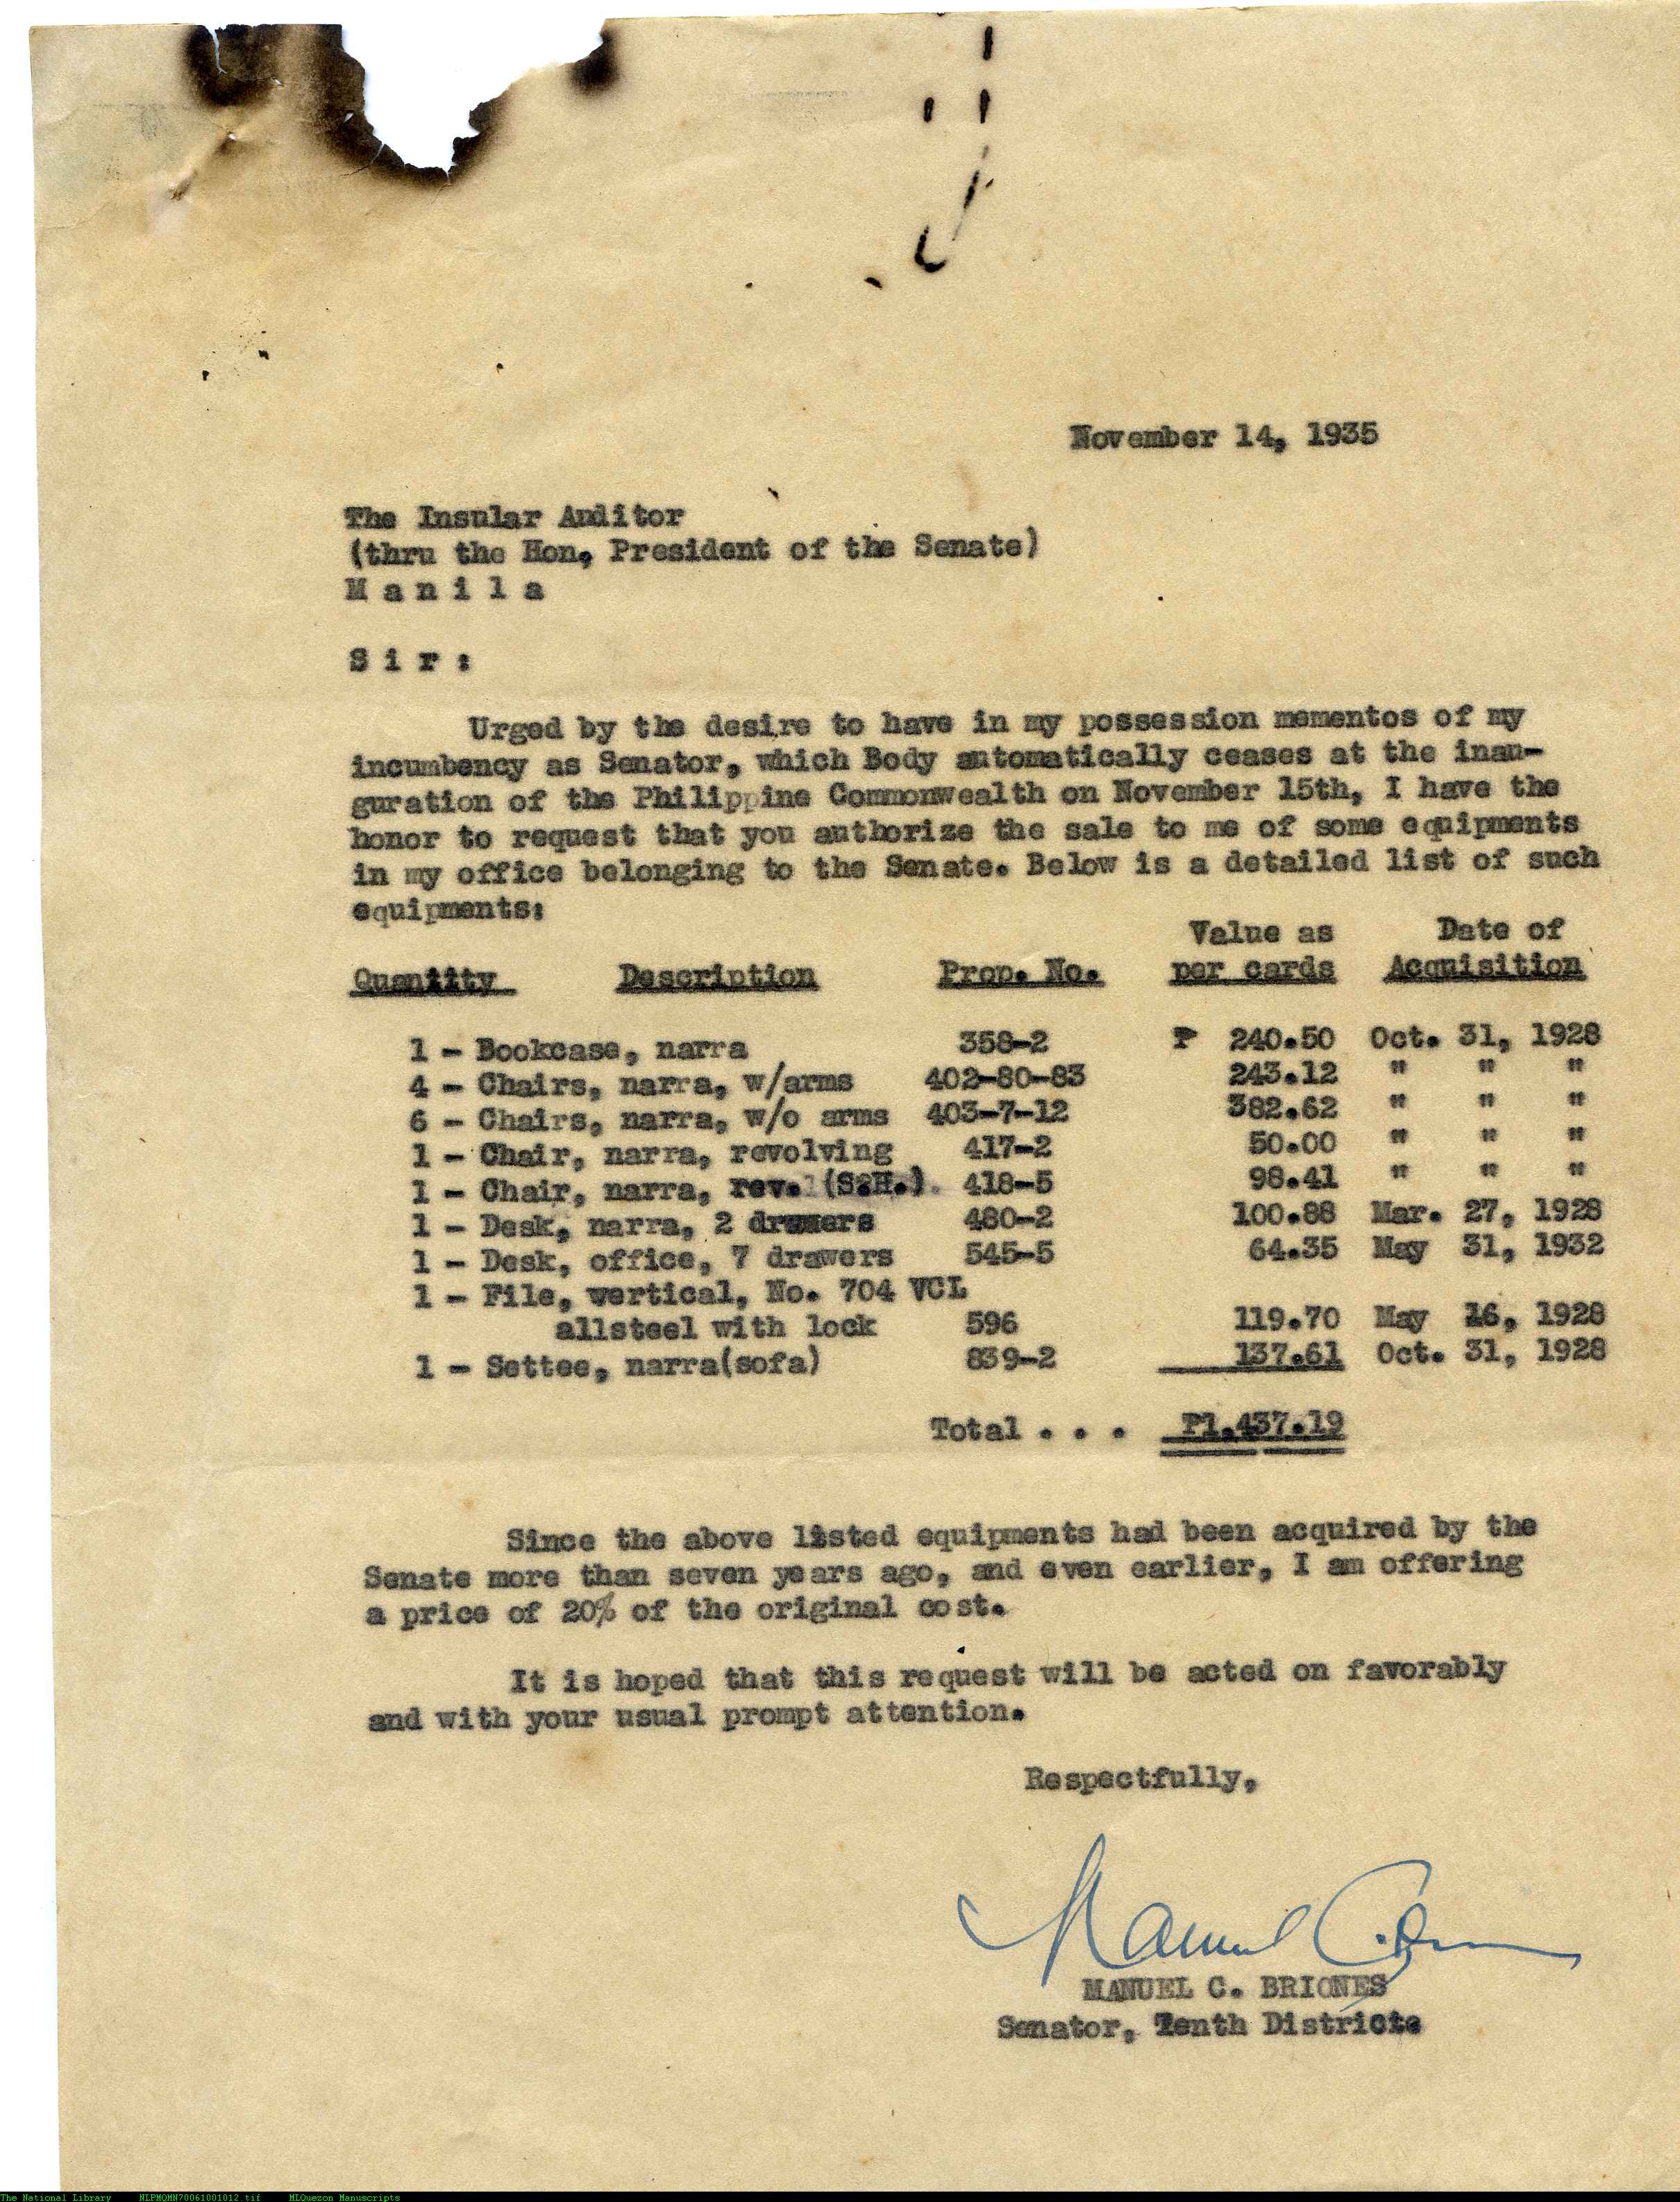 November 14, 1935
The Insular Auditor
(thru the Hon. President of the Senate)
M a n i l a
S i r :
Urged by the desire to have in my possession mementos of my
incumbency as Senator, which Body automatically ceases at the inau-
guration of the Philippine Commonwealth on November 15th, I have the
honor to request that you authorize the sale to me of some equipments
in my office belonging to the Senate. Below is a detailed list of such
equipments:
Value as Date of
Quantity Description Prop. No. per cards Acquisition
1 - Bookcase, narra 358-2 ₱ 240.50 Oct. 31, 1928
4 - Chairs, narra, w/arms 402-80-83 243.12 " " "
6 - Chairs, narra, w/o arms 403-7-12 382.62 " " "
1 - Chair, narra, revolving 417-2 50.00 " " "
1 - Chair, narra, rev. (S.H.). 418-5 98.41 " " "
1 - Desk, narra, 2 drawers 480-2 100.88 Mar. 27, 1928
1 - Desk, office, 7 drawers 545-5 64.35 May 31, 1932
1 - File, vertical, No. 704 VCL
allsteel with lock 596 119.70 May 16, 1928
1 - Settee, narra(sofa) 839-2 137.61 Oct. 31, 1928
Total . . . ₱1,437.19
Since the above listed equipments had been acquired by the
Senate more than seven years ago, and even earlier, I am offering
a price of 20% of the original cost.
It is hoped that this request will be acted on favorably
and with your usual prompt attention.
Respectfully,
Manuel C. Briones
MANUEL C. BRIONES
Senator, Tenth District
The National Library NLPMQMN70061001012.tif MLQuezon Manuscripts